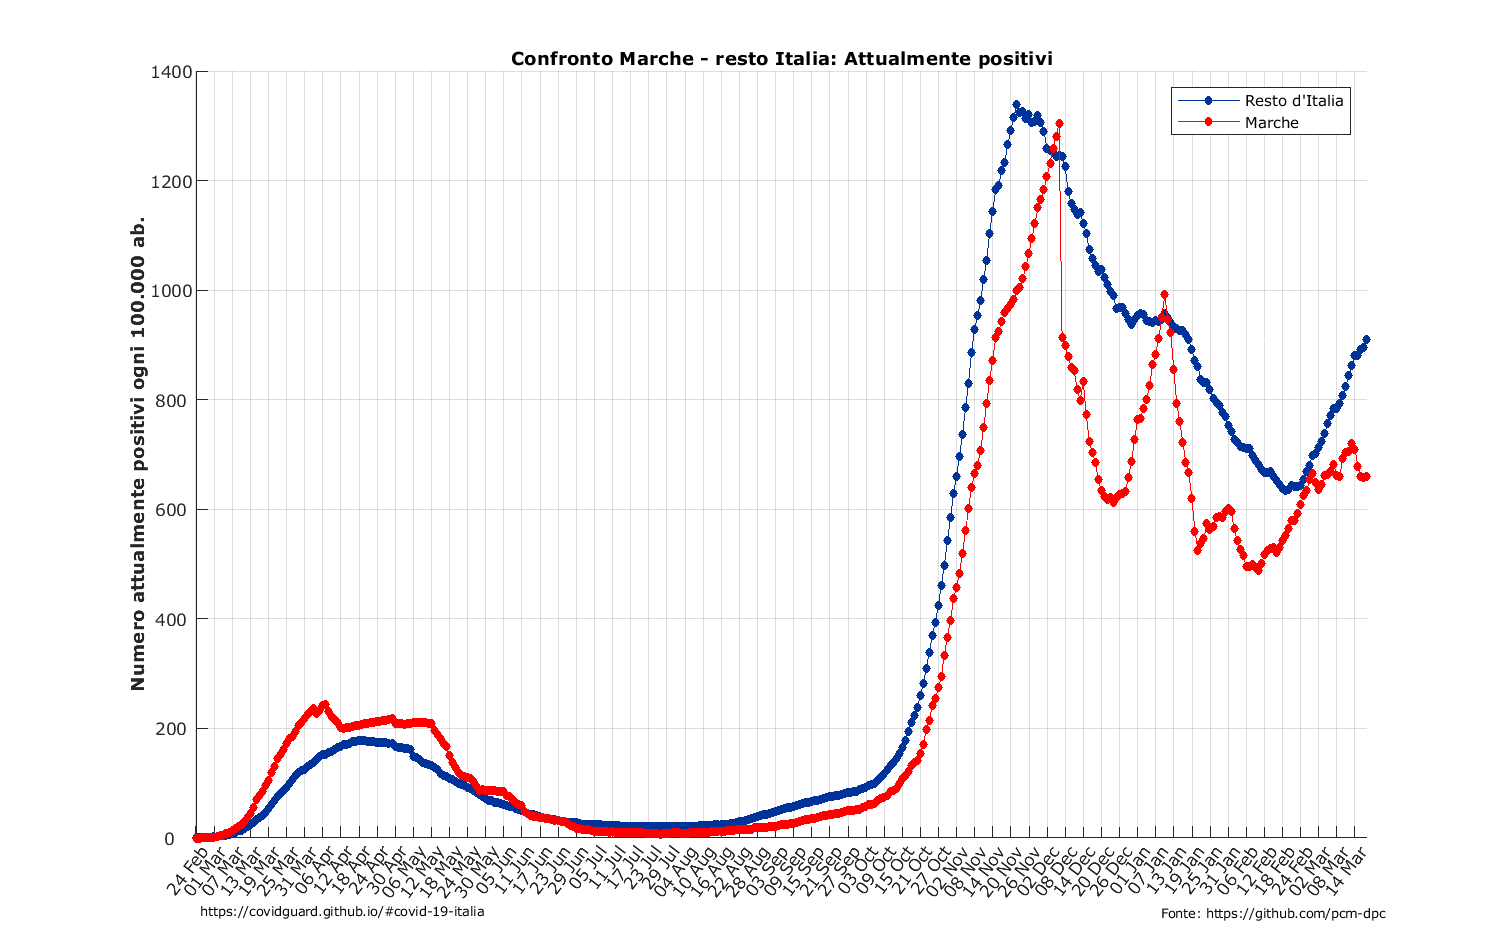 Confronto Marche - resto Italia: Attualmente positivi
Numero attualmente positivi ogni 100.000 ab.
1400
1200
1000
800
600
400
200
0
Resto d'Italia
Marche
24 Feb
01 Mar
07 Mar
13 Mar
19 Mar
25 Mar
31 Mar
06 Apr
12 Apr
18 Apr
24 Apr
30 Apr
06 May
12 May
18 May
24 May
30 May
05 Jun
11 Jun
17 Jun
23 Jun
29 Jun
05 Jul
11 Jul
17 Jul
23 Jul
29 Jul
04 Aug
10 Aug
16 Aug
22 Aug
28 Aug
03 Sep
09 Sep
15 Sep
21 Sep
27 Sep
03 Oct
09 Oct
15 Oct
21 Oct
27 Oct
02 Nov
08 Nov
14 Nov
20 Nov
26 Nov
02 Dec
08 Dec
14 Dec
20 Dec
26 Dec
01 Jan
07 Jan
13 Jan
19 Jan
25 Jan
31 Jan
06 Feb
12 Feb
18 Feb
24 Feb
02 Mar
08 Mar
14 Mar
https://covidguard.github.io/#covid-19-italia
Fonte: https://github.com/pcm-dpc